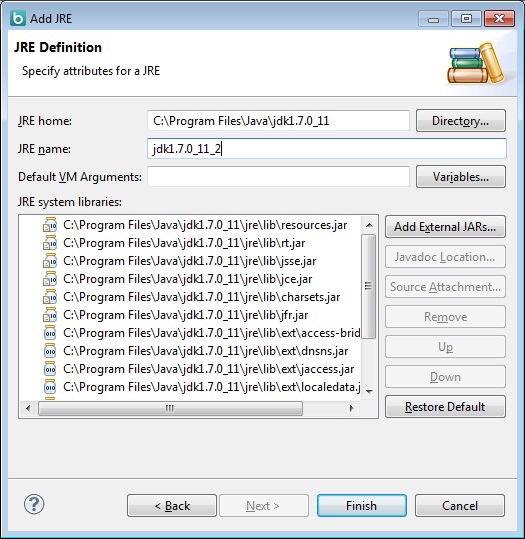 Add JRE
JRE Definition
Specify attributes for a JRE
JRE home: C:\Program Files\Java\jdk1.7.0_11 Directory...
JRE name: jdk1.7.0_11_2
Default VM Arguments: Variables...
JRE system libraries:
C:\Program Files\Java\jdk1.7.0_11\jre\lib\resources.jar Add External JARs...
C:\Program Files\Java\jdk1.7.0_11\jre\lib\rt.jar
C:\Program Files\Java\jdk1.7.0_11\jre\lib\jsse.jar Javadoc Location...
C:\Program Files\Java\jdk1.7.0_11\jre\lib\jce.jar Source Attachment...
C:\Program Files\Java\jdk1.7.0_11\jre\lib\charsets.jar
C:\Program Files\Java\jdk1.7.0_11\jre\lib\jfr.jar Remove
C:\Program Files\Java\jdk1.7.0_11\jre\lib\ext\access-brid
C:\Program Files\Java\jdk1.7.0_11\jre\lib\ext\dnsns.jar Up
C:\Program Files\Java\jdk1.7.0_11\jre\lib\ext\jaccess.jar Down
C:\Program Files\Java\jdk1.7.0_11\jre\lib\ext\localedata.j
Restore Default
< Back Next > Finish Cancel